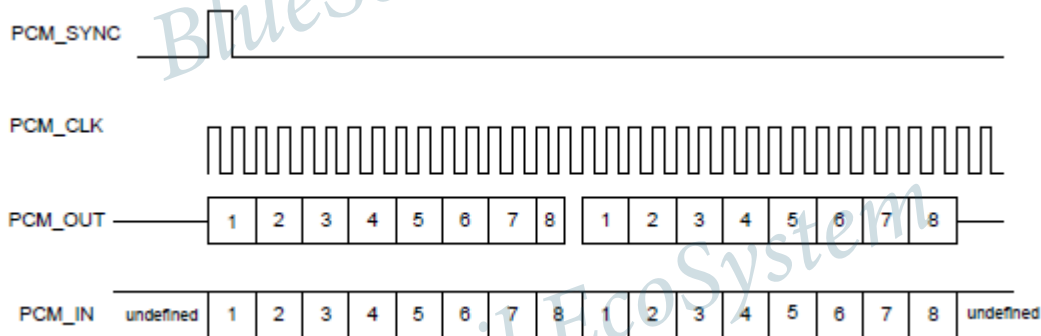 PCM_SYNC
PCM_CLK
PCM_OUT 1 2 3 4 5 6 7 8 1 2 3 4 5 6 7 8
PCM_IN undefined 1 2 3 4 5 6 7 8 1 2 3 4 5 6 7 8 undefined
EcoSystem